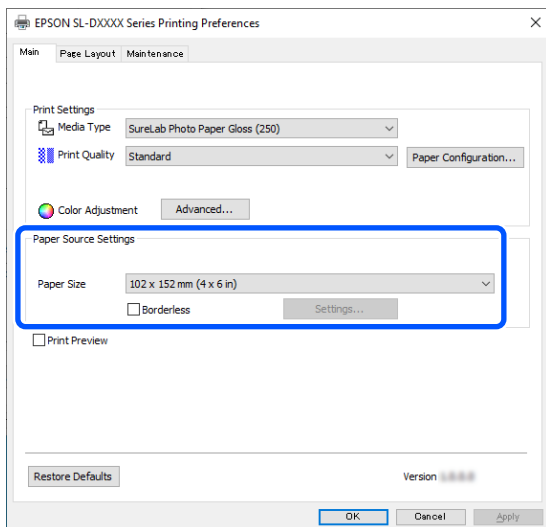 EPSON SL-DXXXX Series Printing Preferences
Main Page Layout Maintenance
Print Settings
Media Type SureLab Photo Paper Gloss (250)
Print Quality Standard Paper Configuration...
Color Adjustment Advanced...
Paper Source Settings
Paper Size 102 x 152 mm (4 x 6 in)
Borderless Settings...
Print Preview
Restore Defaults Version
OK Cancel Apply